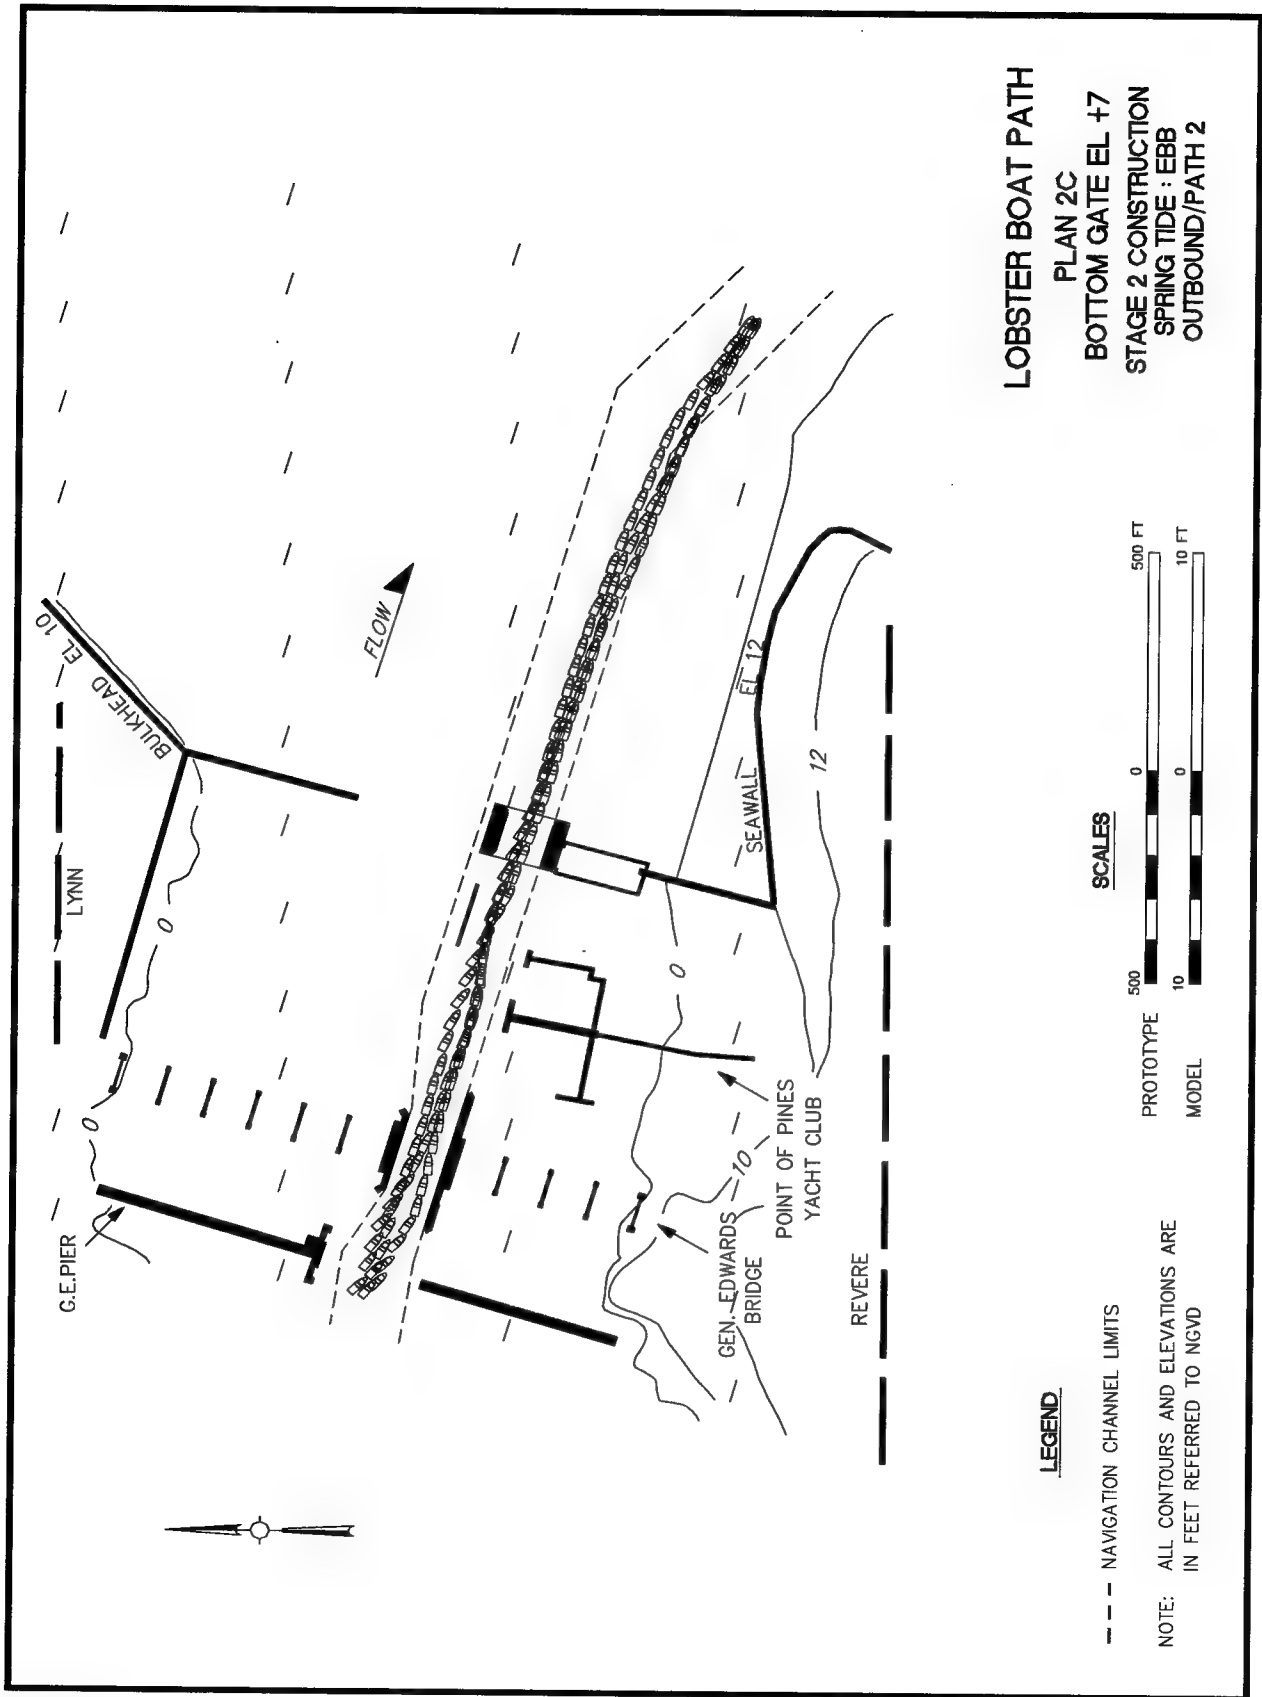 G.E.PIER
LYNN
BULKHEAD
EL 10
0
0
FLOW
GEN. EDWARDS
BRIDGE
10
POINT OF PINES
YACHT CLUB
0
SEAWALL
EL 12
12
REVERE
LOBSTER BOAT PATH
PLAN 2C
BOTTOM GATE EL +7
STAGE 2 CONSTRUCTION
SPRING TIDE : EBB
OUTBOUND/PATH 2
LEGEND
NAVIGATION CHANNEL LIMITS
NOTE: ALL CONTOURS AND ELEVATIONS ARE
IN FEET REFERRED TO NGVD
SCALES
PROTOTYPE 500 0 500 FT
MODEL 10 0 10 FT